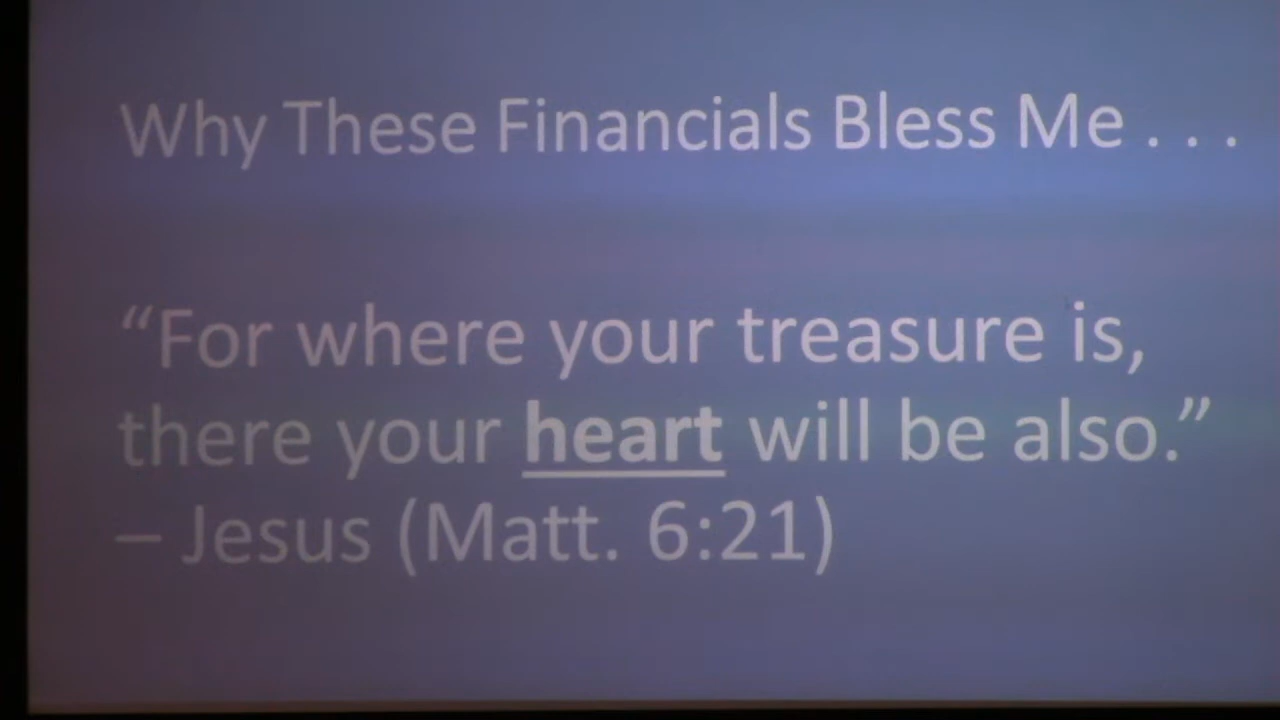 Why These Financials Bless Me . . .
“For where your treasure is,
there your heart will be also.”
– Jesus (Matt. 6:21)